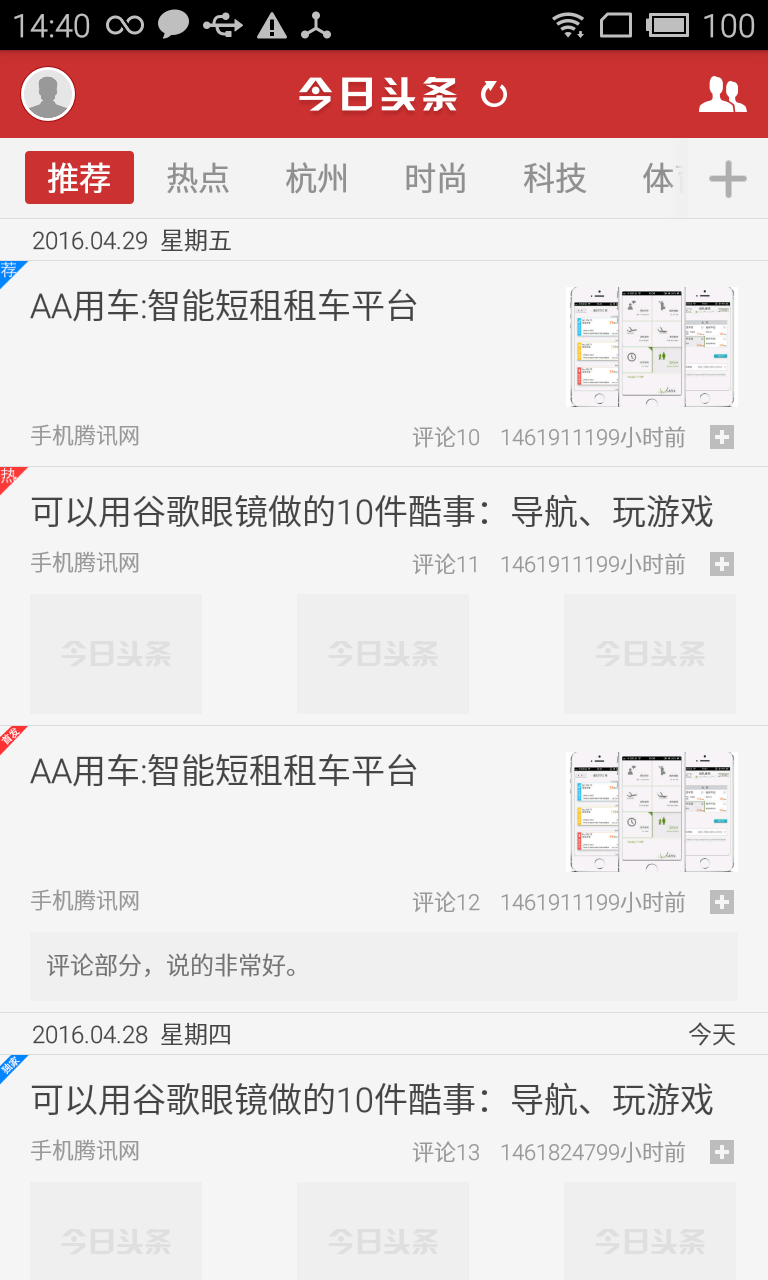 14:40 100
今日头条
推荐 热点 杭州 时尚 科技 体
2016.04.29 星期五
荐
AA用车:智能短租租车平台
手机腾讯网 评论10 1461911199小时前
热
可以用谷歌眼镜做的10件酷事：导航、玩游戏
手机腾讯网 评论11 1461911199小时前
今日头条 今日头条 今日头条
首发
AA用车:智能短租租车平台
手机腾讯网 评论12 1461911199小时前
评论部分，说的非常好。
2016.04.28 星期四 今天
独家
可以用谷歌眼镜做的10件酷事：导航、玩游戏
手机腾讯网 评论13 1461824799小时前
今日头条 今日头条 今日头条